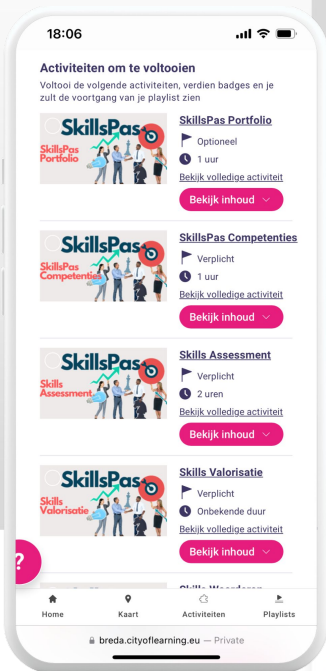 18:06
Activiteiten om te voltooien
Voltooi de volgende activiteiten, verdien badges en je
zult de voortgang van je playlist zien
SkillsPas
SkillsPas
Portfolio
SkillsPas Portfolio
Optioneel
1 uur
Bekijk volledige activiteit
Bekijk inhoud
SkillsPas
SkillsPas
Competenties
SkillsPas Competenties
Verplicht
1 uur
Bekijk volledige activiteit
Bekijk inhoud
SkillsPas
Skills
Assessment
Skills Assessment
Verplicht
2 uren
Bekijk volledige activiteit
Bekijk inhoud
SkillsPas
Skills
Valorisatie
Skills Valorisatie
Verplicht
Onbekende duur
Bekijk volledige activiteit
Bekijk inhoud
?
Home
Kaart
Activiteiten
Playlists
breda.cityoflearning.eu — Private